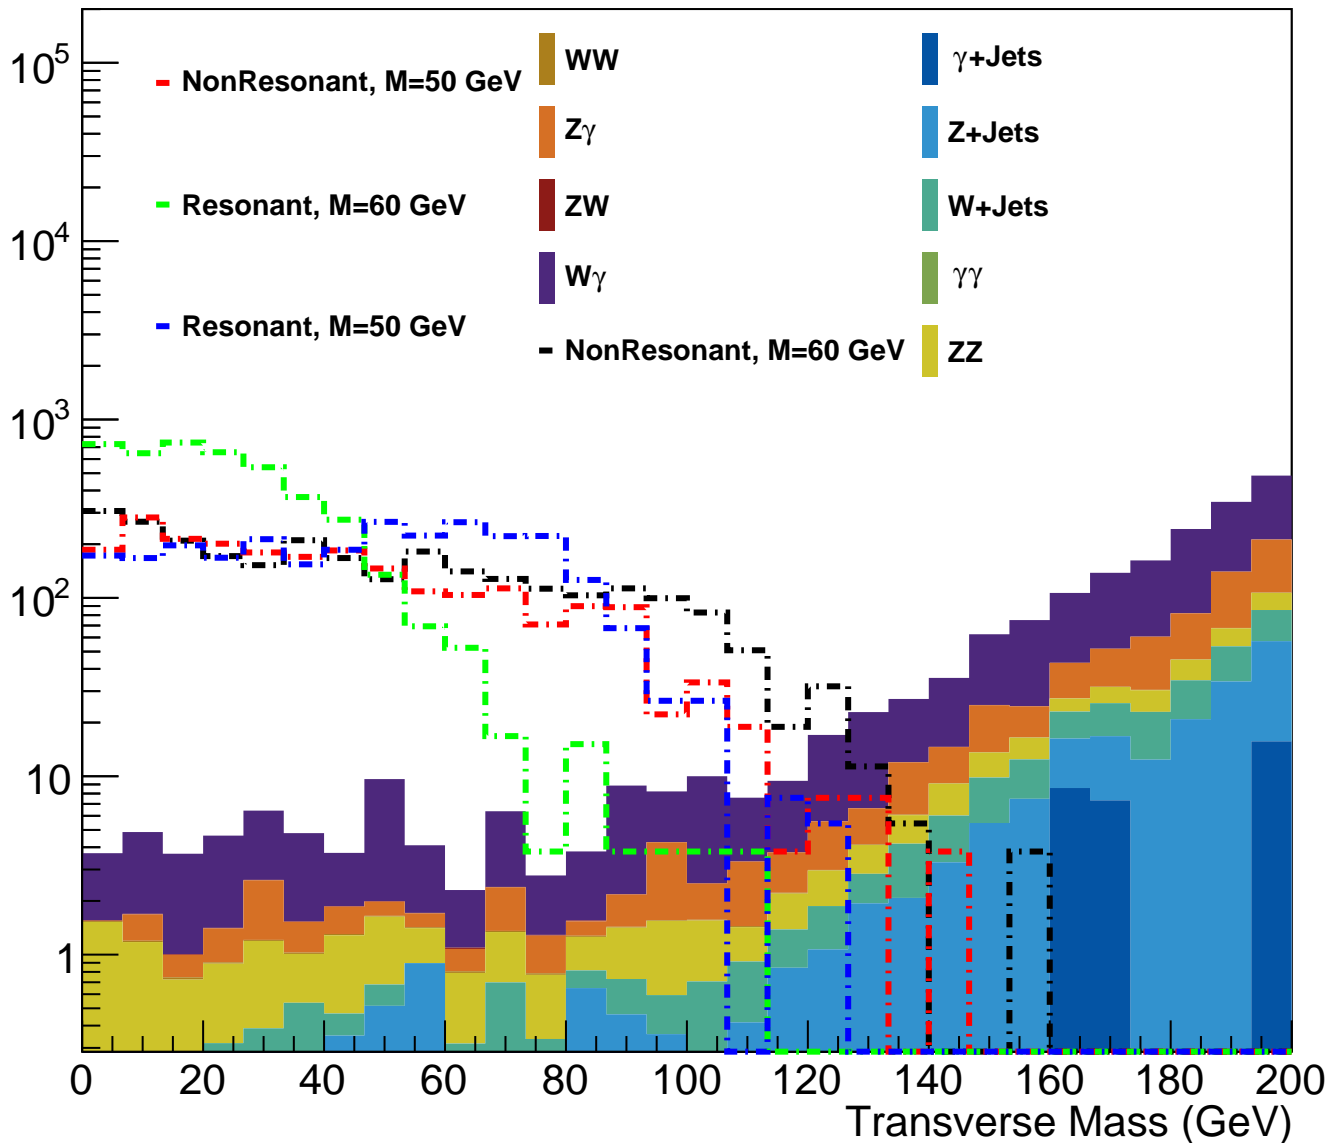 10^5
10^4
10^3
10^2
10
1
NonResonant, M=50 GeV
Resonant, M=60 GeV
Resonant, M=50 GeV
WW
Zγ
ZW
Wγ
NonResonant, M=60 GeV
γ+Jets
Z+Jets
W+Jets
γγ
ZZ
0 20 40 60 80 100 120 140 160 180 200
Transverse Mass (GeV)